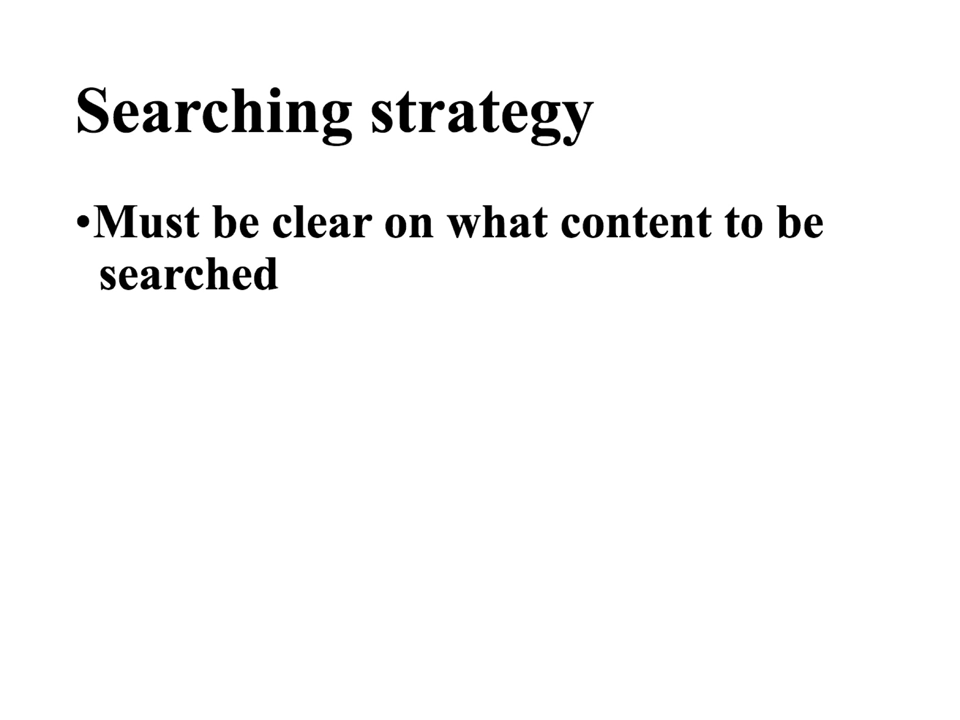 Searching strategy
•Must be clear on what content to be
searched